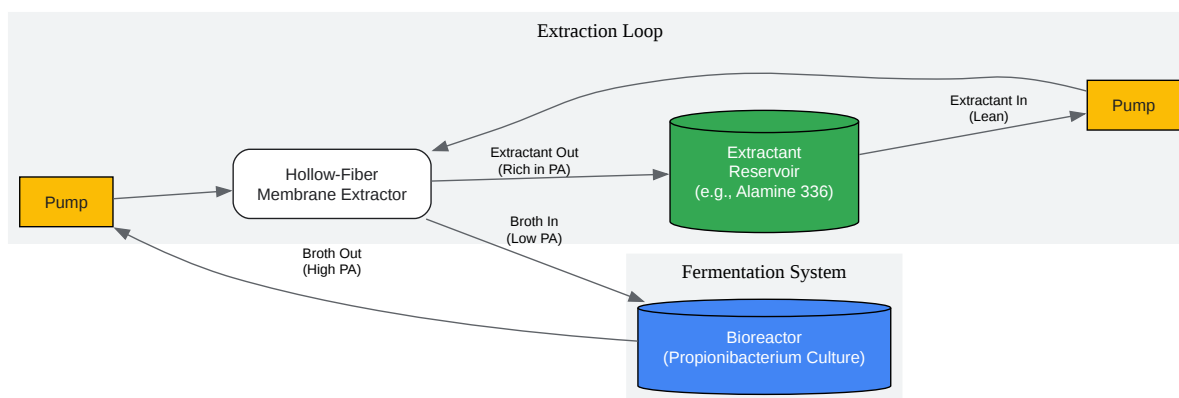 Extraction Loop
Pump
Hollow-Fiber
Membrane Extractor
Extractant Out
(Rich in PA)
Extractant
Reservoir
(e.g., Alamine 336)
Extractant In
(Lean)
Pump
Broth In
(Low PA)
Broth Out
(High PA)
Fermentation System
Bioreactor
(Propionibacterium Culture)